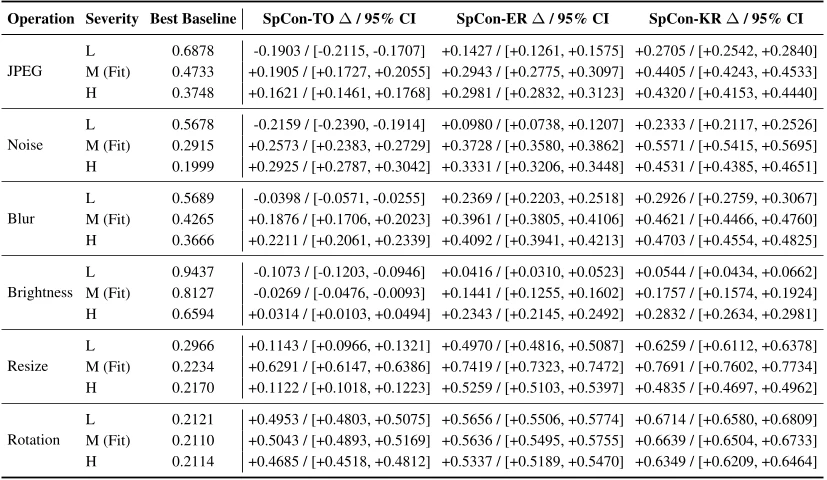 Operation Severity Best Baseline SpCon-TO △ / 95% CI SpCon-ER △ / 95% CI SpCon-KR △ / 95% CI
L 0.6878 -0.1903 / [-0.2115, -0.1707] +0.1427 / [+0.1261, +0.1575] +0.2705 / [+0.2542, +0.2840]
JPEG M (Fit) 0.4733 +0.1905 / [+0.1727, +0.2055] +0.2943 / [+0.2775, +0.3097] +0.4405 / [+0.4243, +0.4533]
H 0.3748 +0.1621 / [+0.1461, +0.1768] +0.2981 / [+0.2832, +0.3123] +0.4320 / [+0.4153, +0.4440]
L 0.5678 -0.2159 / [-0.2390, -0.1914] +0.0980 / [+0.0738, +0.1207] +0.2333 / [+0.2117, +0.2526]
Noise M (Fit) 0.2915 +0.2573 / [+0.2383, +0.2729] +0.3728 / [+0.3580, +0.3862] +0.5571 / [+0.5415, +0.5695]
H 0.1999 +0.2925 / [+0.2787, +0.3042] +0.3331 / [+0.3206, +0.3448] +0.4531 / [+0.4385, +0.4651]
L 0.5689 -0.0398 / [-0.0571, -0.0255] +0.2369 / [+0.2203, +0.2518] +0.2926 / [+0.2759, +0.3067]
Blur M (Fit) 0.4265 +0.1876 / [+0.1706, +0.2023] +0.3961 / [+0.3805, +0.4106] +0.4621 / [+0.4466, +0.4760]
H 0.3666 +0.2211 / [+0.2061, +0.2339] +0.4092 / [+0.3941, +0.4213] +0.4703 / [+0.4554, +0.4825]
L 0.9437 -0.1073 / [-0.1203, -0.0946] +0.0416 / [+0.0310, +0.0523] +0.0544 / [+0.0434, +0.0662]
Brightness M (Fit) 0.8127 -0.0269 / [-0.0476, -0.0093] +0.1441 / [+0.1255, +0.1602] +0.1757 / [+0.1574, +0.1924]
H 0.6594 +0.0314 / [+0.0103, +0.0494] +0.2343 / [+0.2145, +0.2492] +0.2832 / [+0.2634, +0.2981]
L 0.2966 +0.1143 / [+0.0966, +0.1321] +0.4970 / [+0.4816, +0.5087] +0.6259 / [+0.6112, +0.6378]
Resize M (Fit) 0.2234 +0.6291 / [+0.6147, +0.6386] +0.7419 / [+0.7323, +0.7472] +0.7691 / [+0.7602, +0.7734]
H 0.2170 +0.1122 / [+0.1018, +0.1223] +0.5259 / [+0.5103, +0.5397] +0.4835 / [+0.4697, +0.4962]
L 0.2121 +0.4953 / [+0.4803, +0.5075] +0.5656 / [+0.5506, +0.5774] +0.6714 / [+0.6580, +0.6809]
Rotation M (Fit) 0.2110 +0.5043 / [+0.4893, +0.5169] +0.5636 / [+0.5495, +0.5755] +0.6639 / [+0.6504, +0.6733]
H 0.2114 +0.4685 / [+0.4518, +0.4812] +0.5337 / [+0.5189, +0.5470] +0.6349 / [+0.6209, +0.6464]